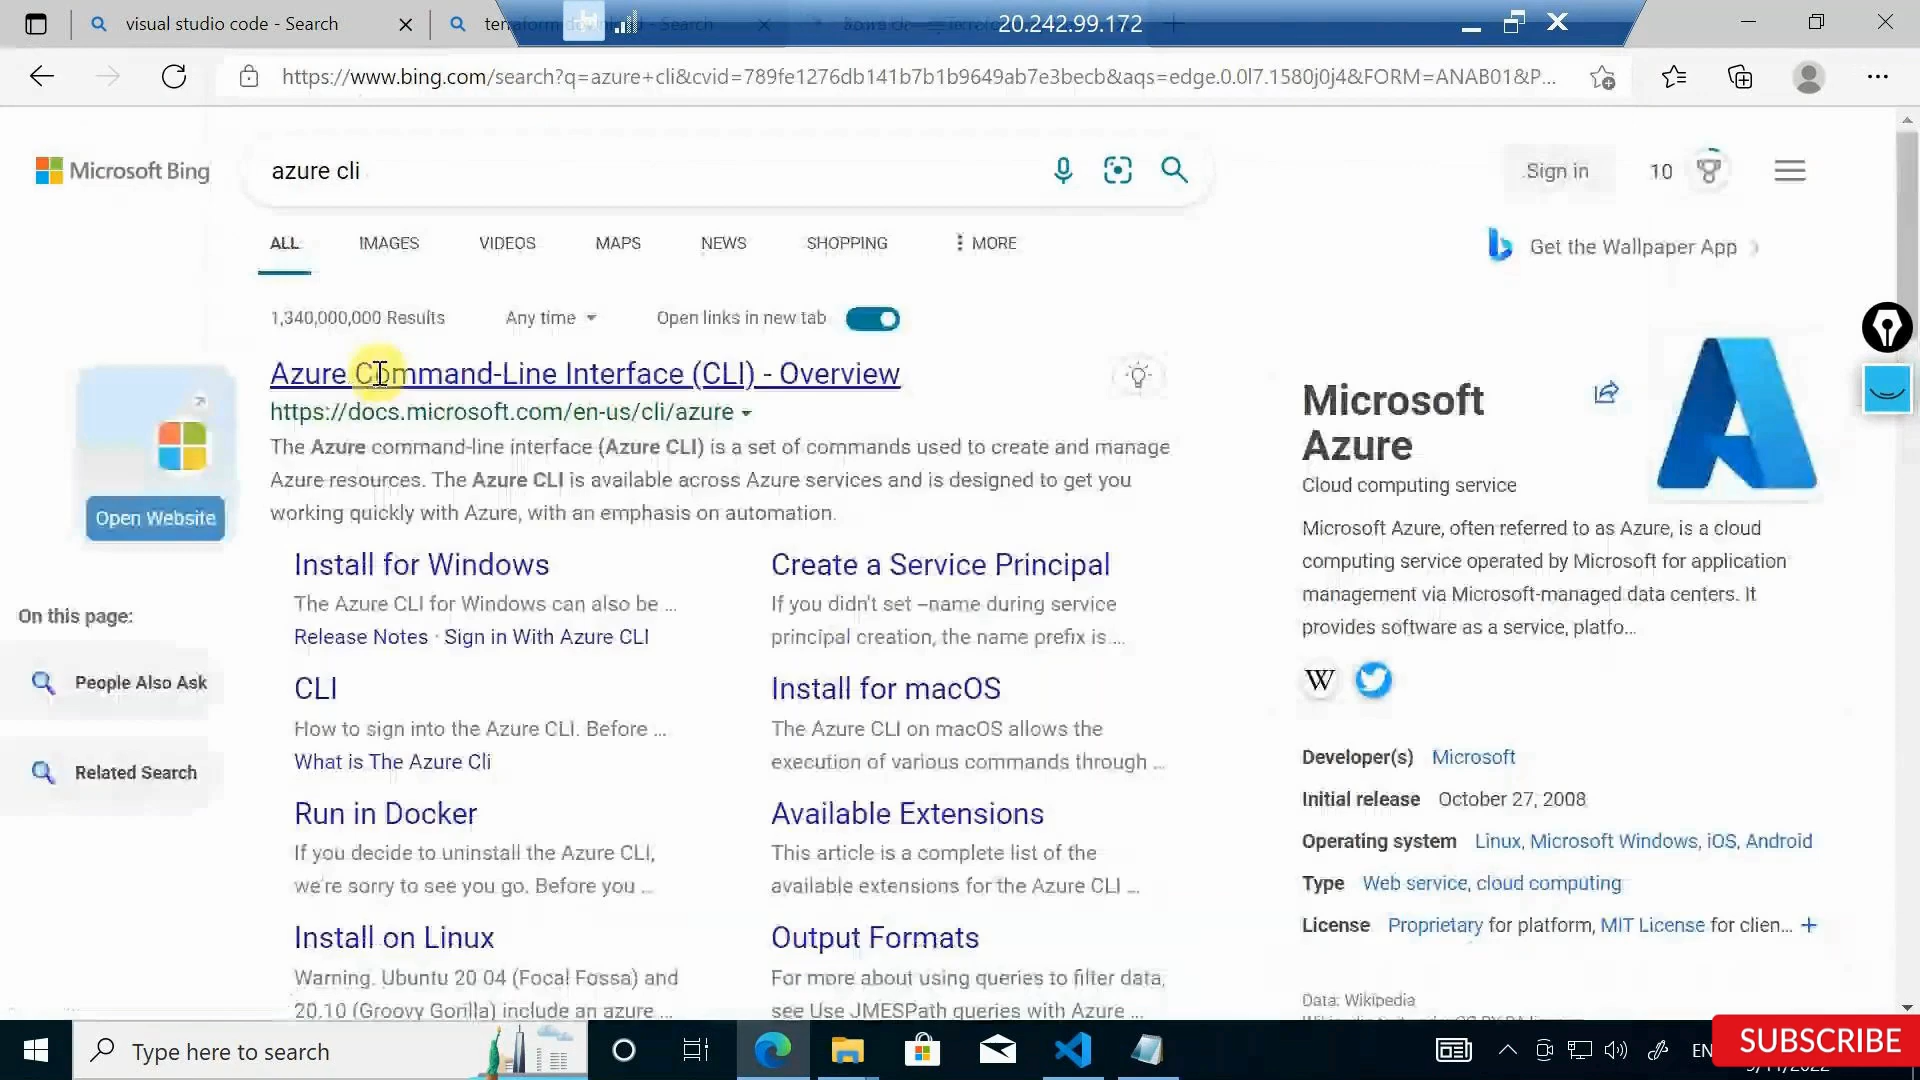 visual studio code - Search
20.242.99.172
https://www.bing.com/search?q=azure+cli&cvid=789fe1276db141b7b1b9649ab7e3becb&aqs=edge.0.0l7.1580j0j4&FORM=ANAB01&P...
Microsoft Bing
azure cli
Sign in
10
ALL
IMAGES
VIDEOS
MAPS
NEWS
SHOPPING
MORE
Get the Wallpaper App
1,340,000,000 Results
Any time
Open links in new tab
Azure Command-Line Interface (CLI) - Overview
https://docs.microsoft.com/en-us/cli/azure
The Azure command-line interface (Azure CLI) is a set of commands used to create and manage
Azure resources. The Azure CLI is available across Azure services and is designed to get you
working quickly with Azure, with an emphasis on automation.
Open Website
On this page:
People Also Ask
Related Search
Install for Windows
The Azure CLI for Windows can also be ...
Release Notes · Sign in With Azure CLI
Create a Service Principal
If you didn't set –name during service
principal creation, the name prefix is ...
CLI
How to sign into the Azure CLI. Before ...
What is The Azure Cli
Install for macOS
The Azure CLI on macOS allows the
execution of various commands through ...
Run in Docker
If you decide to uninstall the Azure CLI,
we're sorry to see you go. Before you ...
Available Extensions
This article is a complete list of the
available extensions for the Azure CLI ...
Install on Linux
Warning. Ubuntu 20 04 (Focal Fossa) and
20.10 (Groovy Gorilla) include an azure ...
Output Formats
For more about using queries to filter data,
see Use JMESPath queries with Azure ...
Microsoft
Azure
Cloud computing service
Microsoft Azure, often referred to as Azure, is a cloud
computing service operated by Microsoft for application
management via Microsoft-managed data centers. It
provides software as a service, platfo...
W
Developer(s) Microsoft
Initial release October 27, 2008
Operating system Linux, Microsoft Windows, iOS, Android
Type Web service, cloud computing
License Proprietary for platform, MIT License for clien... +
Data: Wikipedia
Type here to search
SUBSCRIBE